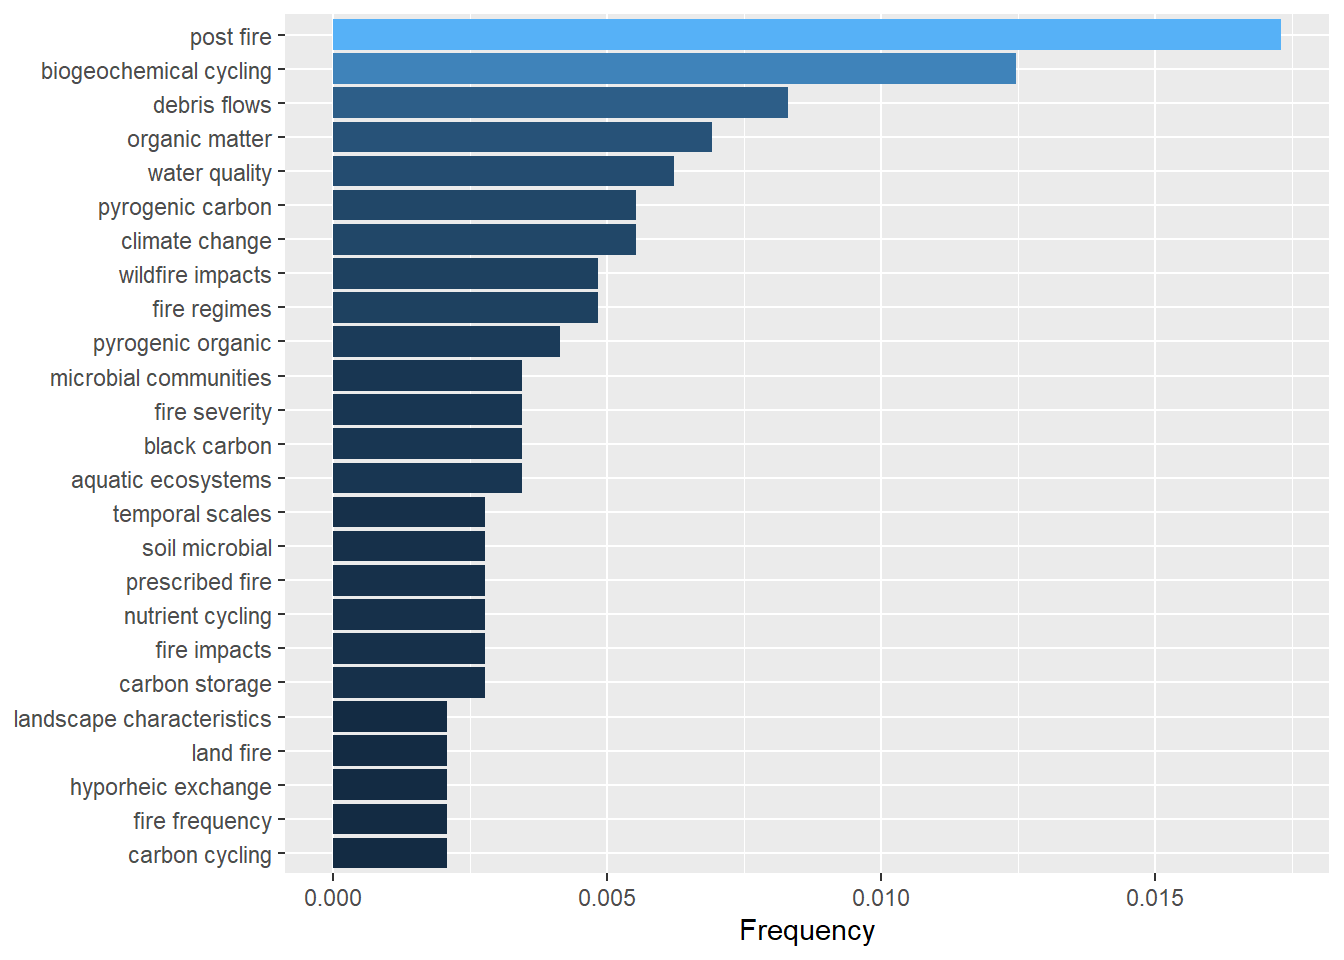 post fire
biogeochemical cycling
debris flows
organic matter
water quality
pyrogenic carbon
climate change
wildfire impacts
fire regimes
pyrogenic organic
microbial communities
fire severity
black carbon
aquatic ecosystems
temporal scales
soil microbial
prescribed fire
nutrient cycling
fire impacts
carbon storage
landscape characteristics
land fire
hyporheic exchange
fire frequency
carbon cycling
0.000 0.005 0.010 0.015
Frequency